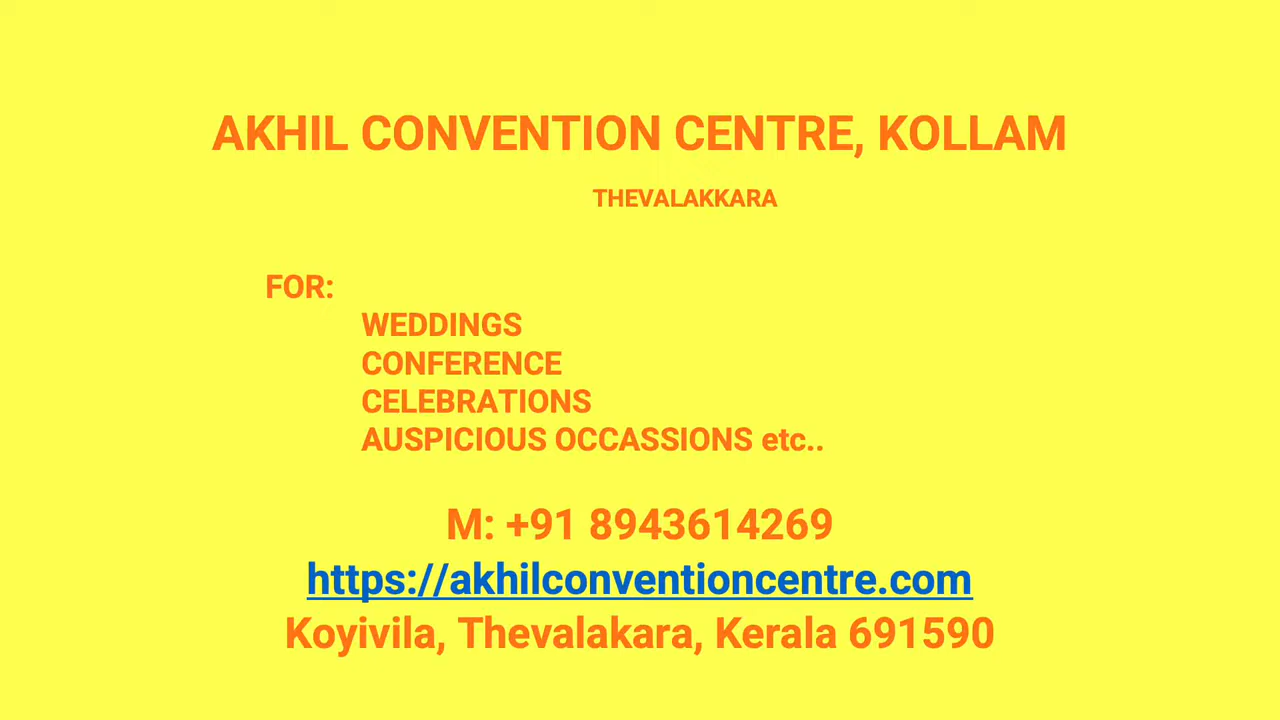 AKHIL CONVENTION CENTRE, KOLLAM
THEVALAKKARA
FOR:
WEDDINGS
CONFERENCE
CELEBRATIONS
AUSPICIOUS OCCASSIONS etc..
M: +91 8943614269
https://akhilconventioncentre.com
Koyivila, Thevalakara, Kerala 691590